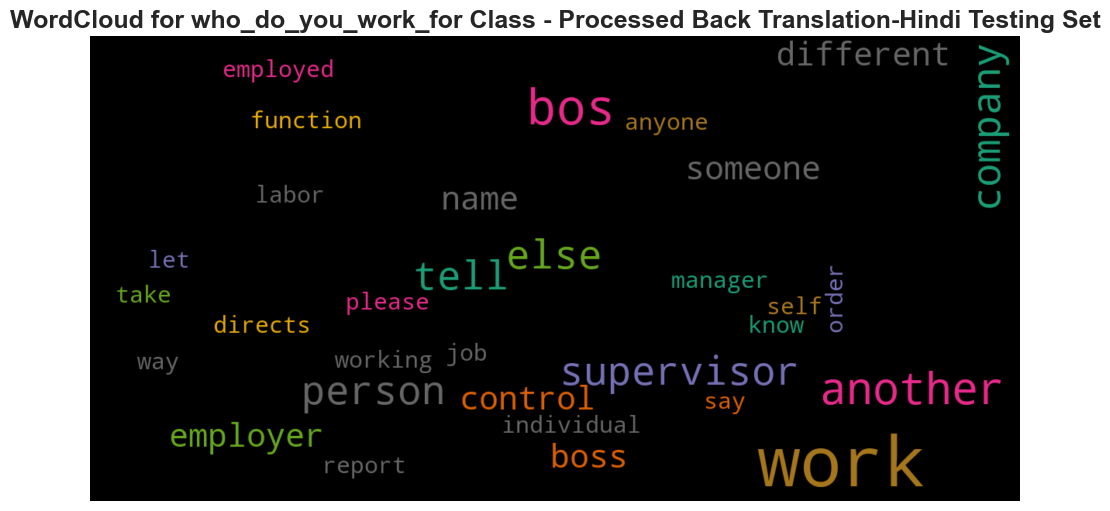 WordCloud for who_do_you_work_for Class - Processed Back Translation-Hindi Testing Set
different
company
employed
bos
function
anyone
someone
labor
name
else
let
tell
manager
order
take
please
self
directs
know
way
working
job
supervisor
person
control
another
say
employer
individual
boss
report
work